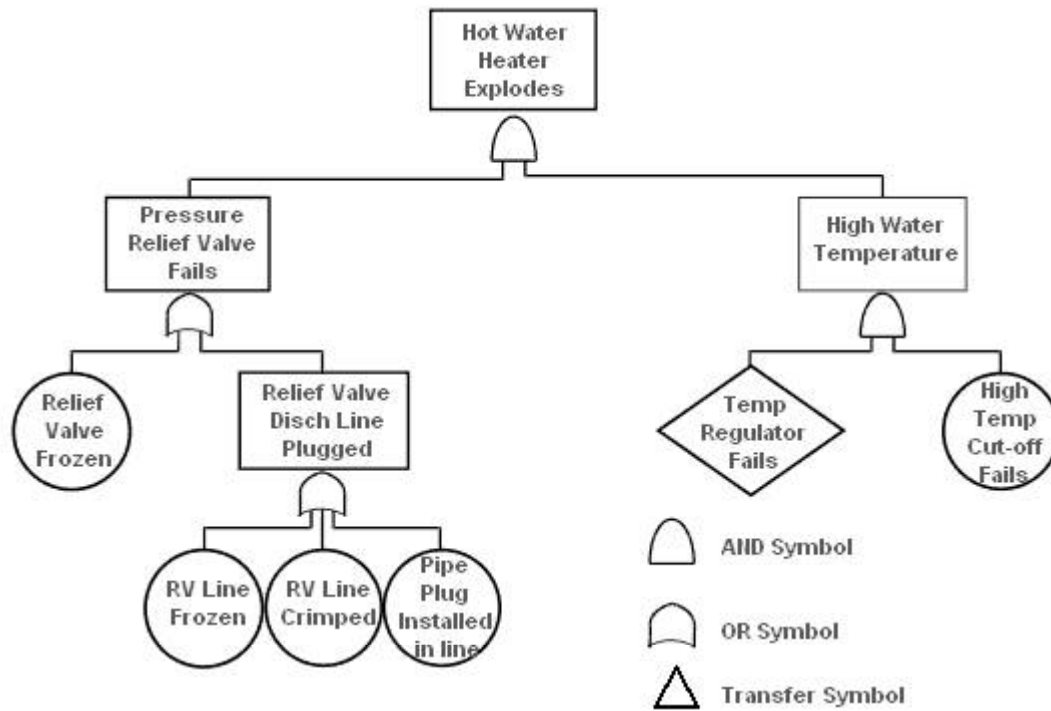 Hot Water
Heater
Explodes
Pressure
Relief Valve
Fails
High Water
Temperature
Relief
Valve
Frozen
Relief Valve
Disch Line
Plugged
Temp
Regulator
Fails
High
Temp
Cut-off
Fails
RV Line
Frozen
RV Line
Crimped
Pipe
Plug
Installed
in line
AND Symbol
OR Symbol
Transfer Symbol